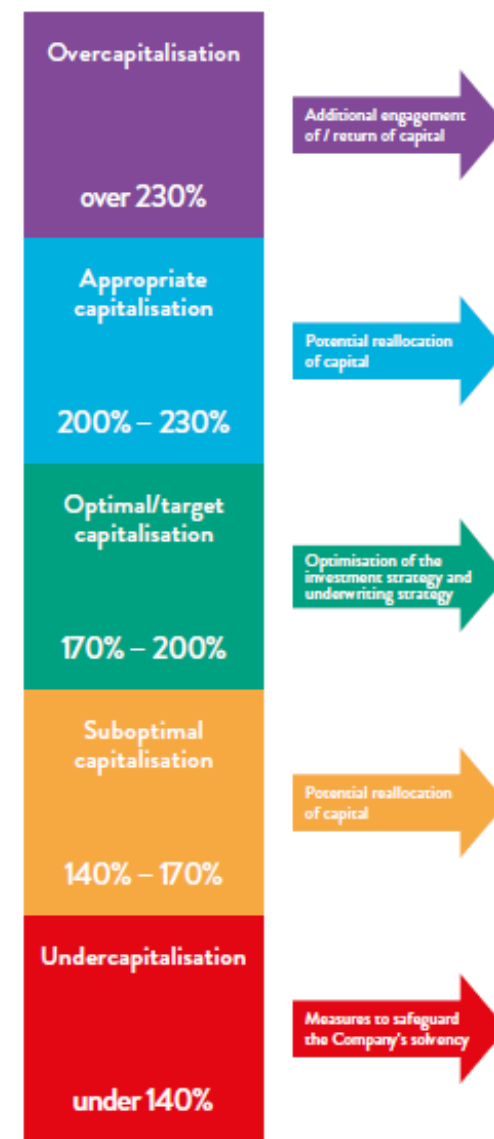 Overcapitalisation
over 230%
Additional engagement
of / return of capital
Appropriate
capitalisation
200% – 230%
Potential reallocation
of capital
Optimal/target
capitalisation
170% – 200%
Optimisation of the
investment strategy and
underwriting strategy
Suboptimal
capitalisation
140% – 170%
Potential reallocation
of capital
Undercapitalisation
under 140%
Measures to safeguard
the Company's solvency